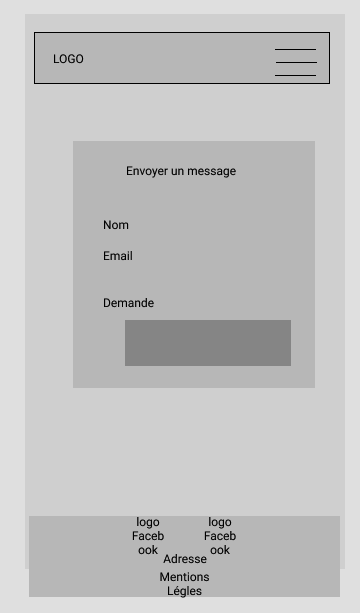 LOGO
Envoyer un message
Nom
Email
Demande
logo
Faceb
ook
logo
Faceb
ook
Adresse
Mentions
Légles